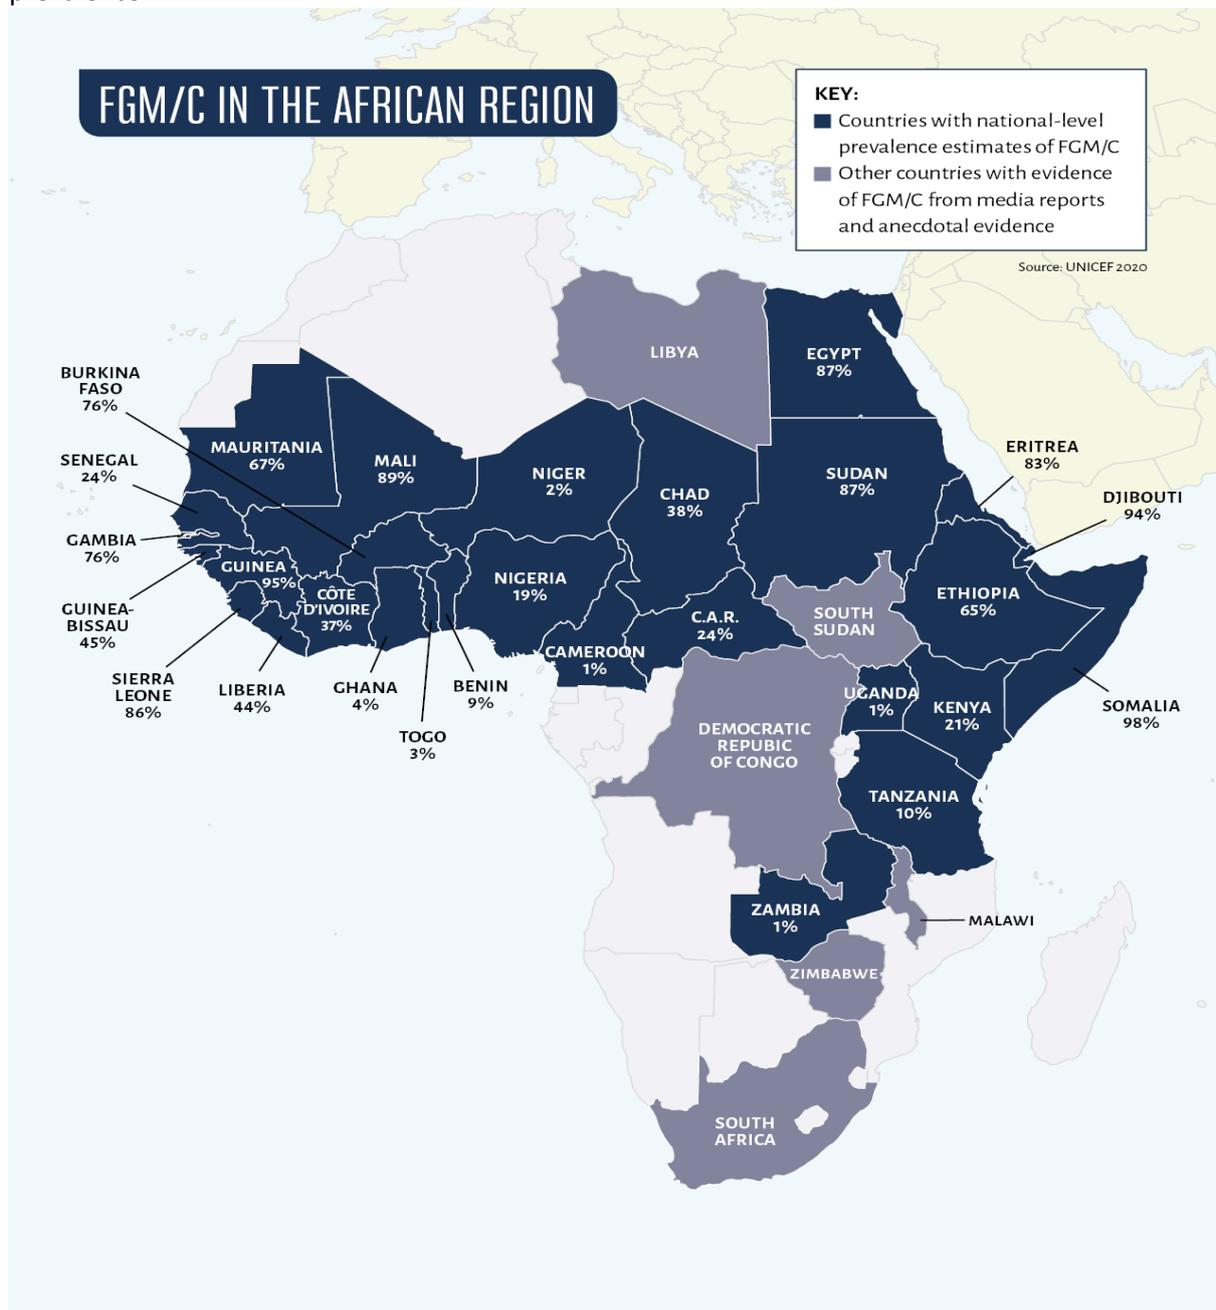 FGM/C IN THE AFRICAN REGION
KEY:
Countries with national-level
prevalence estimates of FGM/C
Other countries with evidence
of FGM/C from media reports
and anecdotal evidence
Source: UNICEF 2020
LIBYA
EGYPT
87%
BURKINA
FASO
76%
MAURITANIA
67%
MALI
89%
NIGER
2%
CHAD
38%
SUDAN
87%
ERITREA
83%
SENEGAL
24%
DJIBOUTI
94%
GAMBIA
76%
GUINEA
95%
CÔTE
D'IVOIRE
37%
NIGERIA
19%
ETHIOPIA
65%
GUINEA-
BISSAU
45%
C.A.R.
24%
SOUTH
SUDAN
CAMEROON
1%
SIERRA
LEONE
86%
LIBERIA
44%
GHANA
4%
BENIN
9%
TOGO
3%
UGANDA
1%
KENYA
21%
SOMALIA
98%
DEMOCRATIC
REPUBIC
OF CONGO
TANZANIA
10%
ZAMBIA
1%
MALAWI
ZIMBABWE
SOUTH
AFRICA